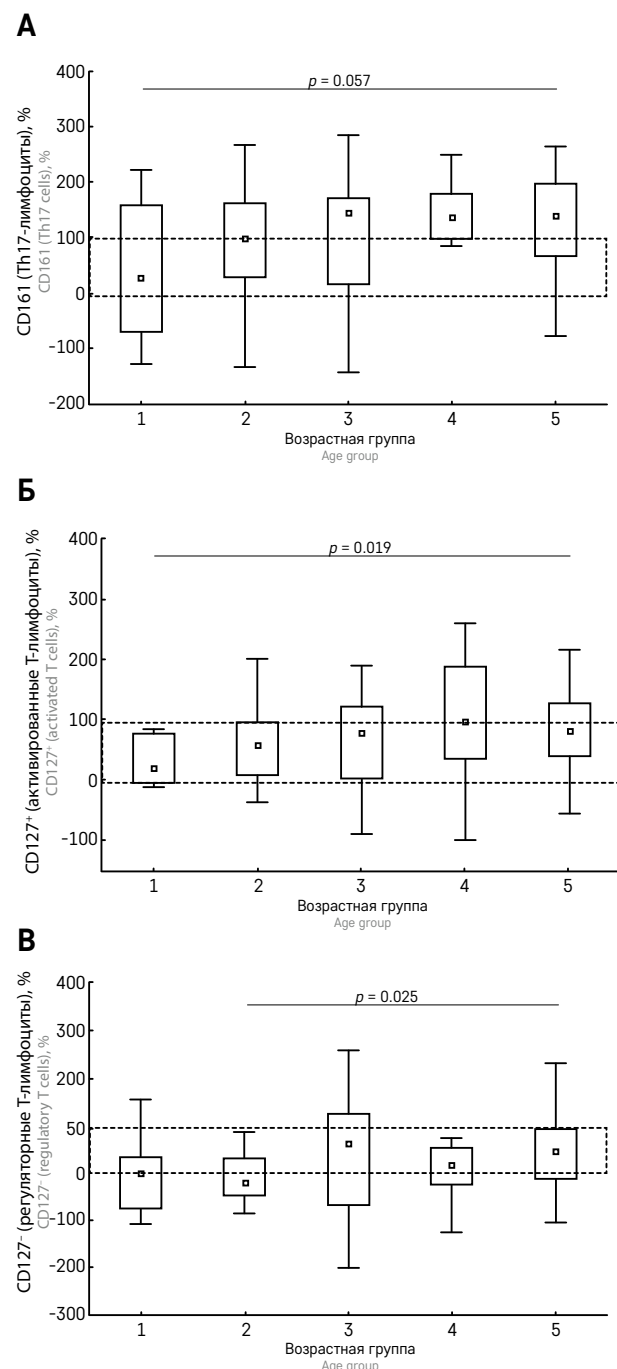 А
CD161 (Th17-лимфоциты), %
CD161 (Th17 cells), %
400
300
200
100
0
-100
-200
p = 0.057
1 2 3 4 5
Возрастная группа
Age group
Б
CD127⁺ (активированные Т-лимфоциты), %
CD127⁺ (activated T cells), %
400
300
200
100
0
-100
p = 0.019
1 2 3 4 5
Возрастная группа
Age group
В
CD127⁻ (регуляторные Т-лимфоциты), %
CD127⁻ (regulatory T cells), %
400
300
200
50
0
-100
-200
-300
p = 0.025
1 2 3 4 5
Возрастная группа
Age group